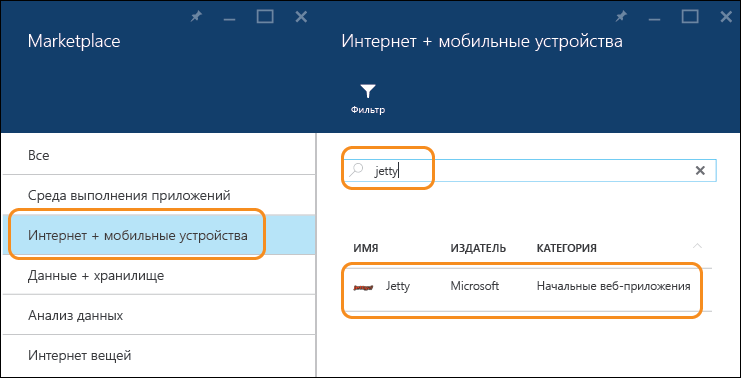 Marketplace
Все
Среда выполнения приложений
Интернет + мобильные устройства
Данные + хранилище
Анализ данных
Интернет вещей
Интернет + мобильные устройства
Фильтр
jetty
ИМЯ ИЗДАТЕЛЬ КАТЕГОРИЯ
Jetty Microsoft Начальные веб-приложения